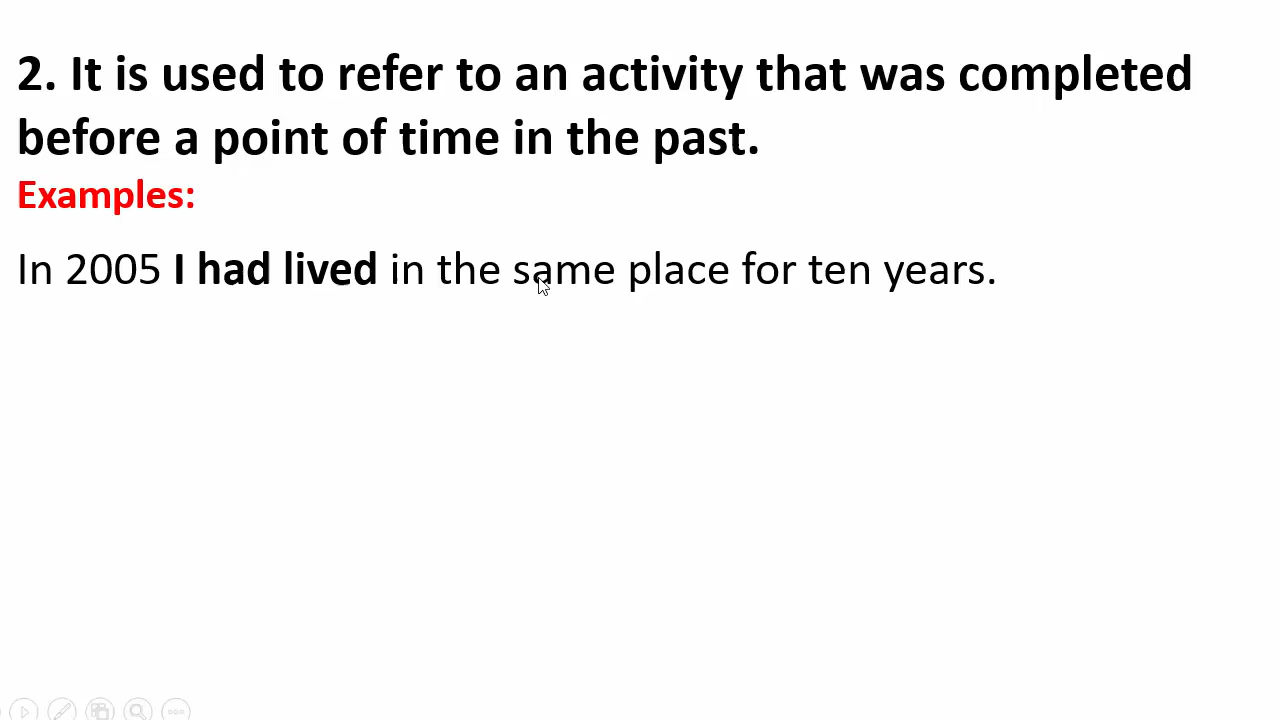 2. It is used to refer to an activity that was completed
before a point of time in the past.
Examples:
In 2005 I had lived in the same place for ten years.